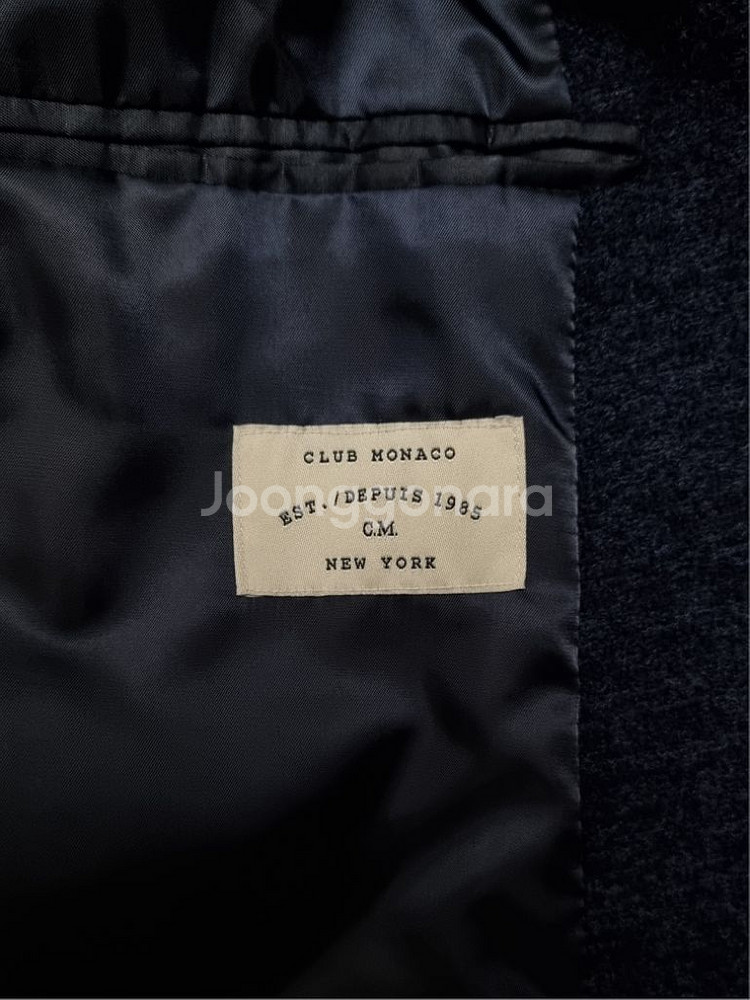 CLUB MONACO
Joonggonara
EST./DEPUIS 1985
C.M.
NEW YORK